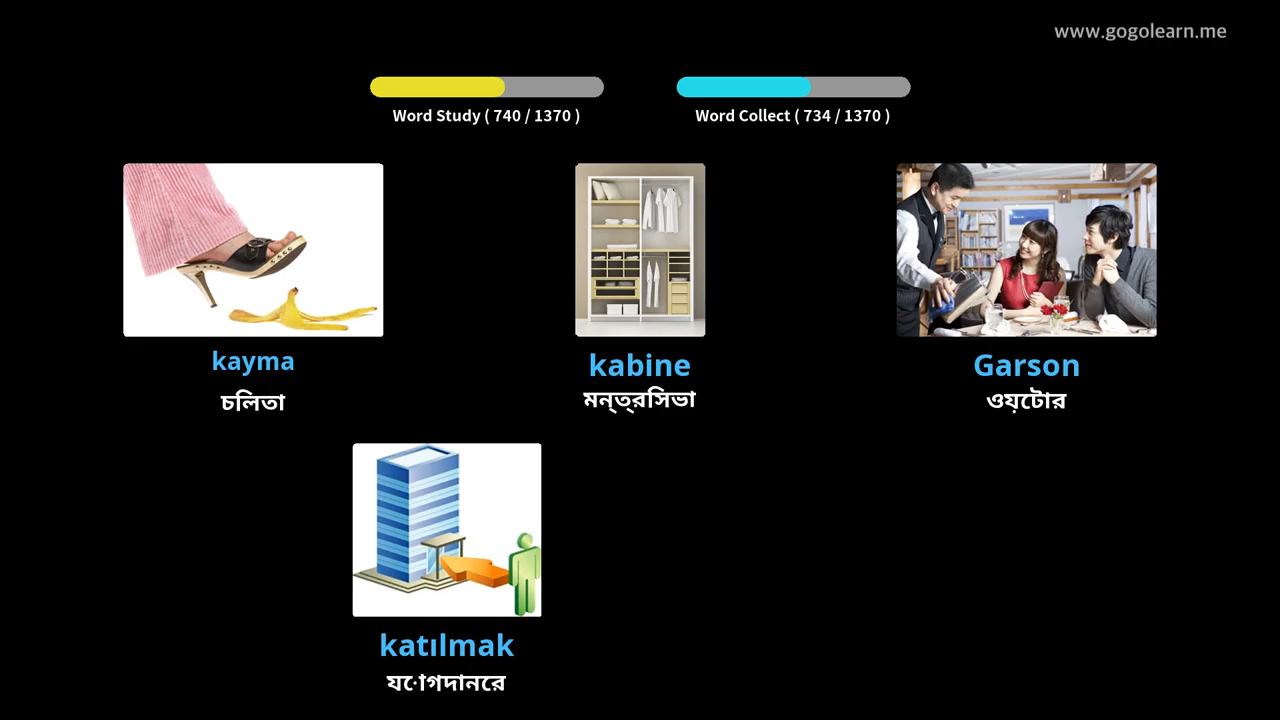 www.gogolearn.me
Word Study ( 740 / 1370 )
Word Collect ( 734 / 1370 )
kayma
চলিতা
kabine
মন্ত্রসিভা
Garson
ওয়টোর
katılmak
যোগদানরে